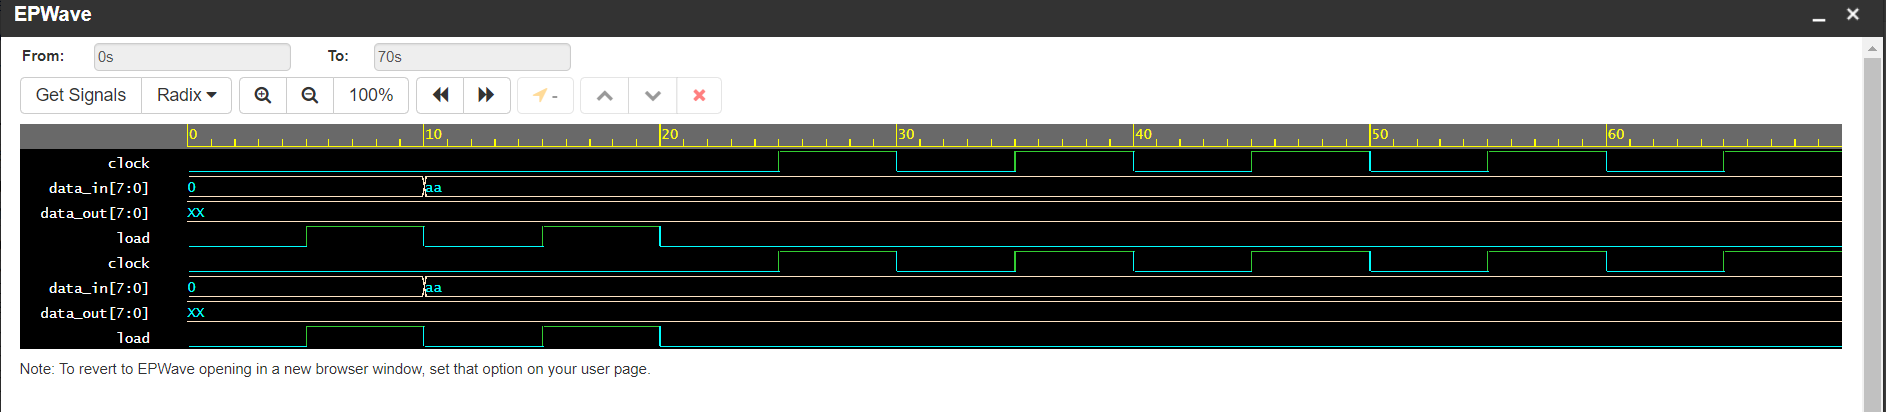 EPWave
From: 0s To: 70s
Get Signals Radix 100% -
0 10 20 30 40 50 60
clock
data_in[7:0] 0 aa
data_out[7:0] XX
load
clock
data_in[7:0] 0 aa
data_out[7:0] XX
load
Note: To revert to EPWave opening in a new browser window, set that option on your user page.